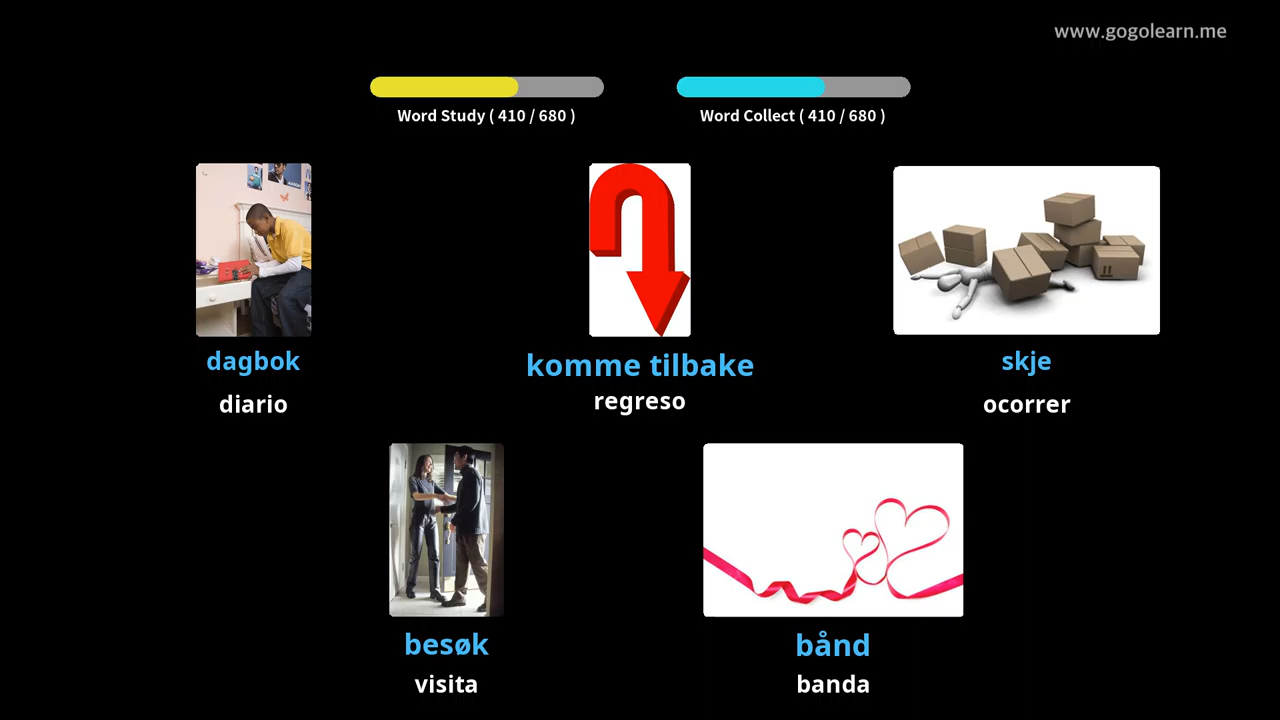 www.gogolearn.me
Word Study ( 410 / 680 )
Word Collect ( 410 / 680 )
dagbok
diario
komme tilbake
regreso
skje
ocorrer
besøk
visita
bånd
banda